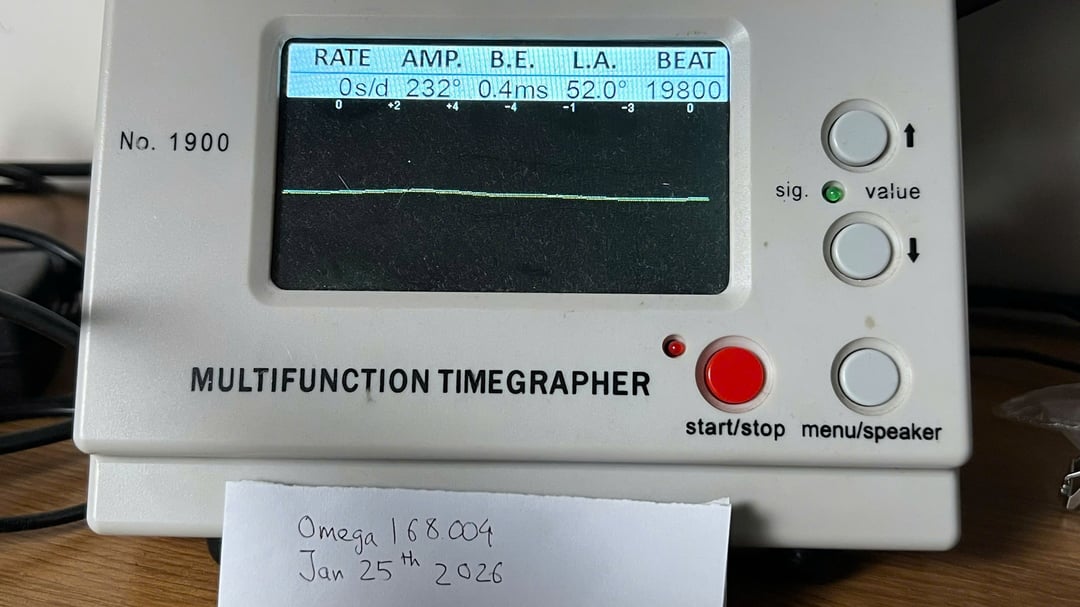 RATE AMP. B.E. L.A. BEAT
0s/d 232° 0.4ms 52.0° 19800
0 +2 +4 -4 -1 -3 0
No. 1900
sig. value
MULTIFUNCTION TIMEGRAPHER
start/stop menu/speaker
Omega 168.004
Jan 25th 2026